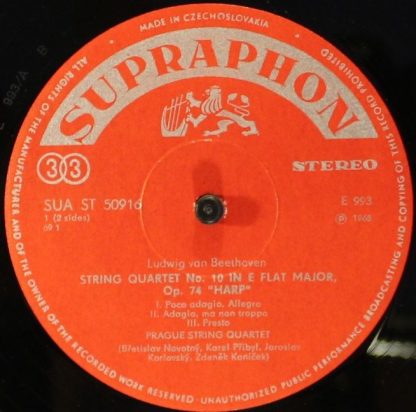 MADE IN CZECHOSLOVAKIA
ALL RIGHTS OF THE MANUFACTURER AND OF THE OWNER OF THE RECORDED WORK RESERVED - UNAUTHORIZED PUBLIC PERFORMANCE BROADCASTING AND COPYING OF THIS RECORD PROHIBITED
SUPRAPHON
33
STEREO
SUA ST 50916
E 993
1 (2 sides)
℗ 1968
69 1
Ludwig van Beethoven
STRING QUARTET No. 10 IN E FLAT MAJOR,
Op. 74 "HARP"
I. Poco adagio, Allegro
II. Adagio, ma non troppo
III. Presto
PRAGUE STRING QUARTET
(Břetislav Novotný, Karel Přibyl, Jaroslav
Karlovský, Zdeněk Koníček)